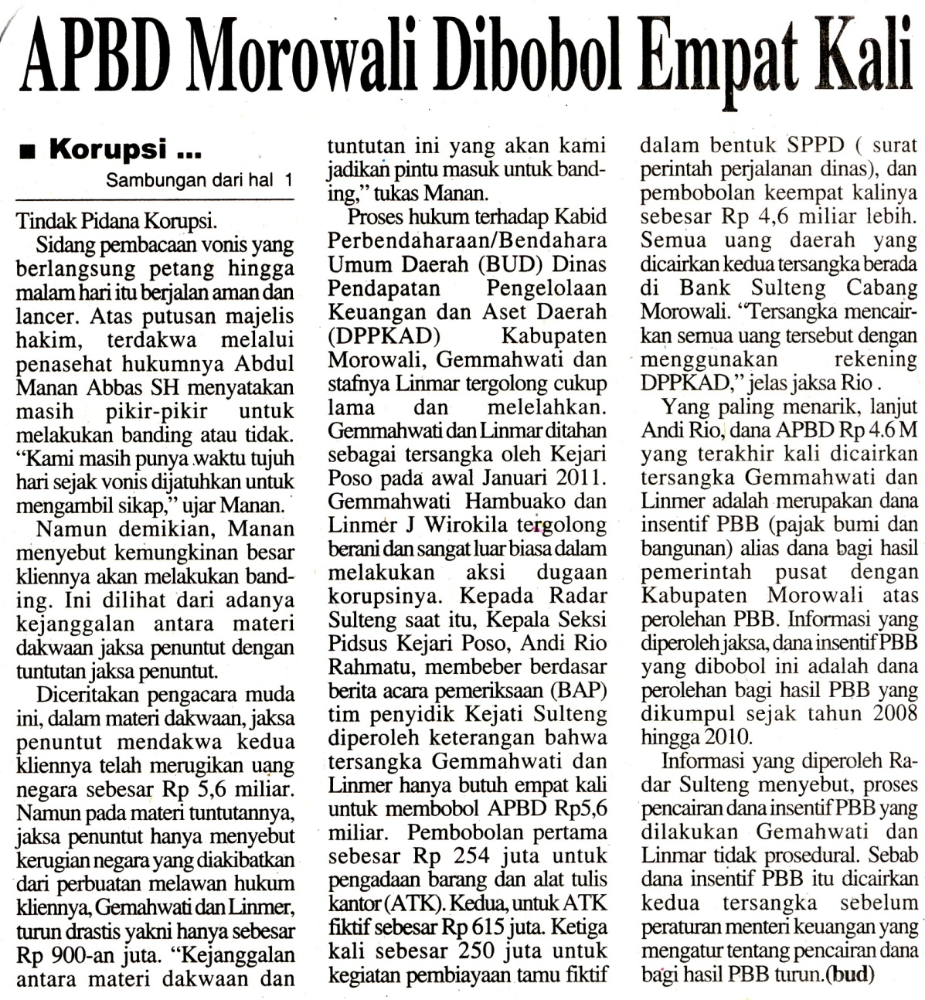 APBD Morowali Dibobol Empat Kali
■ Korupsi ...
Sambungan dari hal 1
Tindak Pidana Korupsi.
Sidang pembacaan vonis yang
berlangsung petang hingga
malam hari itu berjalan aman dan
lancer. Atas putusan majelis
hakim, terdakwa melalui
penasehat hukumnya Abdul
Manan Abbas SH menyatakan
masih pikir-pikir untuk
melakukan banding atau tidak.
“Kami masih punya waktu tujuh
hari sejak vonis dijatuhkan untuk
mengambil sikap,” ujar Manan.
Namun demikian, Manan
menyebut kemungkinan besar
kliennya akan melakukan band-
ing. Ini dilihat dari adanya
kejanggalan antara materi
dakwaan jaksa penuntut dengan
tuntutan jaksa penuntut.
Diceritakan pengacara muda
ini, dalam materi dakwaan, jaksa
penuntut mendakwa kedua
kliennya telah merugikan uang
negara sebesar Rp 5,6 miliar.
Namun pada materi tuntutannya,
jaksa penuntut hanya menyebut
kerugian negara yang diakibatkan
dari perbuatan melawan hukum
kliennya, Gemahwati dan Linmer,
turun drastis yakni hanya sebesar
Rp 900-an juta. “Kejanggalan
antara materi dakwaan dan
tuntutan ini yang akan kami
jadikan pintu masuk untuk band-
ing,” tukas Manan.
Proses hukum terhadap Kabid
Perbendaharaan/Bendahara
Umum Daerah (BUD) Dinas
Pendapatan Pengelolaan
Keuangan dan Aset Daerah
(DPPKAD) Kabupaten
Morowali, Gemmahwati dan
stafnya Linmar tergolong cukup
lama dan melelahkan.
Gemmahwati dan Linmar ditahan
sebagai tersangka oleh Kejari
Poso pada awal Januari 2011.
Gemmahwati Hambuako dan
Linmer J Wirokila tergolong
berani dan sangat luar biasa dalam
melakukan aksi dugaan
korupsinya. Kepada Radar
Sulteng saat itu, Kepala Seksi
Pidsus Kejari Poso, Andi Rio
Rahmatu, membeber berdasar
berita acara pemeriksaan (BAP)
tim penyidik Kejati Sulteng
diperoleh keterangan bahwa
tersangka Gemmahwati dan
Linmer hanya butuh empat kali
untuk membobol APBD Rp5,6
miliar. Pembobolan pertama
sebesar Rp 254 juta untuk
pengadaan barang dan alat tulis
kantor (ATK). Kedua, untuk ATK
fiktif sebesar Rp 615 juta. Ketiga
kali sebesar 250 juta untuk
kegiatan pembiayaan tamu fiktif
dalam bentuk SPPD ( surat
perintah perjalanan dinas), dan
pembobolan keempat kalinya
sebesar Rp 4,6 miliar lebih.
Semua uang daerah yang
dicairkan kedua tersangka berada
di Bank Sulteng Cabang
Morowali. “Tersangka mencair-
kan semua uang tersebut dengan
menggunakan rekening
DPPKAD,” jelas jaksa Rio .
Yang paling menarik, lanjut
Andi Rio, dana APBD Rp 4.6 M
yang terakhir kali dicairkan
tersangka Gemmahwati dan
Linmer adalah merupakan dana
insentif PBB (pajak bumi dan
bangunan) alias dana bagi hasil
pemerintah pusat dengan
Kabupaten Morowali atas
perolehan PBB. Informasi yang
diperoleh jaksa, dana insentif PBB
yang dibobol ini adalah dana
perolehan bagi hasil PBB yang
dikumpul sejak tahun 2008
hingga 2010.
Informasi yang diperoleh Ra-
dar Sulteng menyebut, proses
pencairan dana insentif PBB yang
dilakukan Gemahwati dan
Linmar tidak prosedural. Sebab
dana insentif PBB itu dicairkan
kedua tersangka sebelum
peraturan menteri keuangan yang
mengatur tentang pencairan dana
bagi hasil PBB turun.(bud)